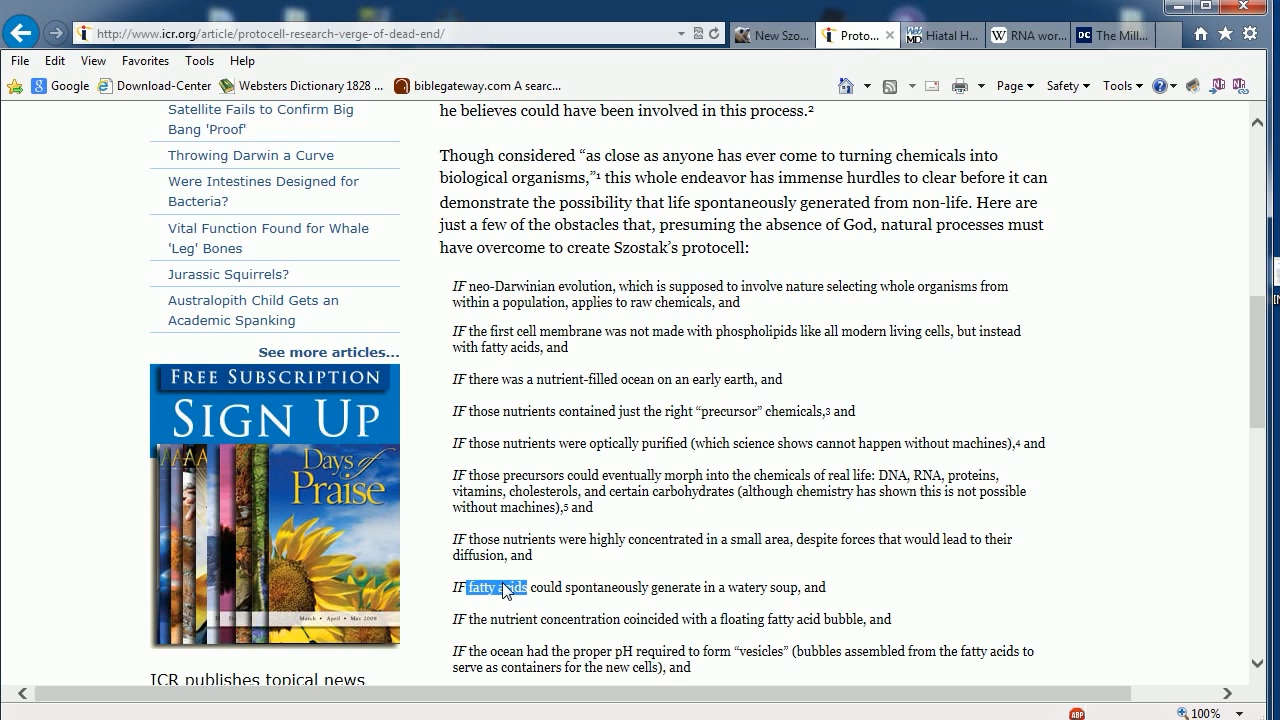 http://www.icr.org/article/protocell-research-verge-of-dead-end/
New Szo...
Proto...
Hiatal H...
W RNA wor...
DC The Mill...
File Edit View Favorites Tools Help
Google Download-Center Websters Dictionary 1828 ... biblegateway.com A searc...
Page Safety Tools
Satellite Fails to Confirm Big
Bang 'Proof'
Throwing Darwin a Curve
Were Intestines Designed for
Bacteria?
Vital Function Found for Whale
'Leg' Bones
Jurassic Squirrels?
Australopith Child Gets an
Academic Spanking
See more articles...
FREE SUBSCRIPTION
SIGN UP
Days of
Praise
March • April • May 2008
ICR publishes topical news
he believes could have been involved in this process.²
Though considered “as close as anyone has ever come to turning chemicals into
biological organisms,”¹ this whole endeavor has immense hurdles to clear before it can
demonstrate the possibility that life spontaneously generated from non-life. Here are
just a few of the obstacles that, presuming the absence of God, natural processes must
have overcome to create Szostak’s protocell:
IF neo-Darwinian evolution, which is supposed to involve nature selecting whole organisms from
within a population, applies to raw chemicals, and
IF the first cell membrane was not made with phospholipids like all modern living cells, but instead
with fatty acids, and
IF there was a nutrient-filled ocean on an early earth, and
IF those nutrients contained just the right “precursor” chemicals,³ and
IF those nutrients were optically purified (which science shows cannot happen without machines),⁴ and
IF those precursors could eventually morph into the chemicals of real life: DNA, RNA, proteins,
vitamins, cholesterols, and certain carbohydrates (although chemistry has shown this is not possible
without machines),⁵ and
IF those nutrients were highly concentrated in a small area, despite forces that would lead to their
diffusion, and
IF fatty acids could spontaneously generate in a watery soup, and
IF the nutrient concentration coincided with a floating fatty acid bubble, and
IF the ocean had the proper pH required to form “vesicles” (bubbles assembled from the fatty acids to
serve as containers for the new cells), and
ABP
100%